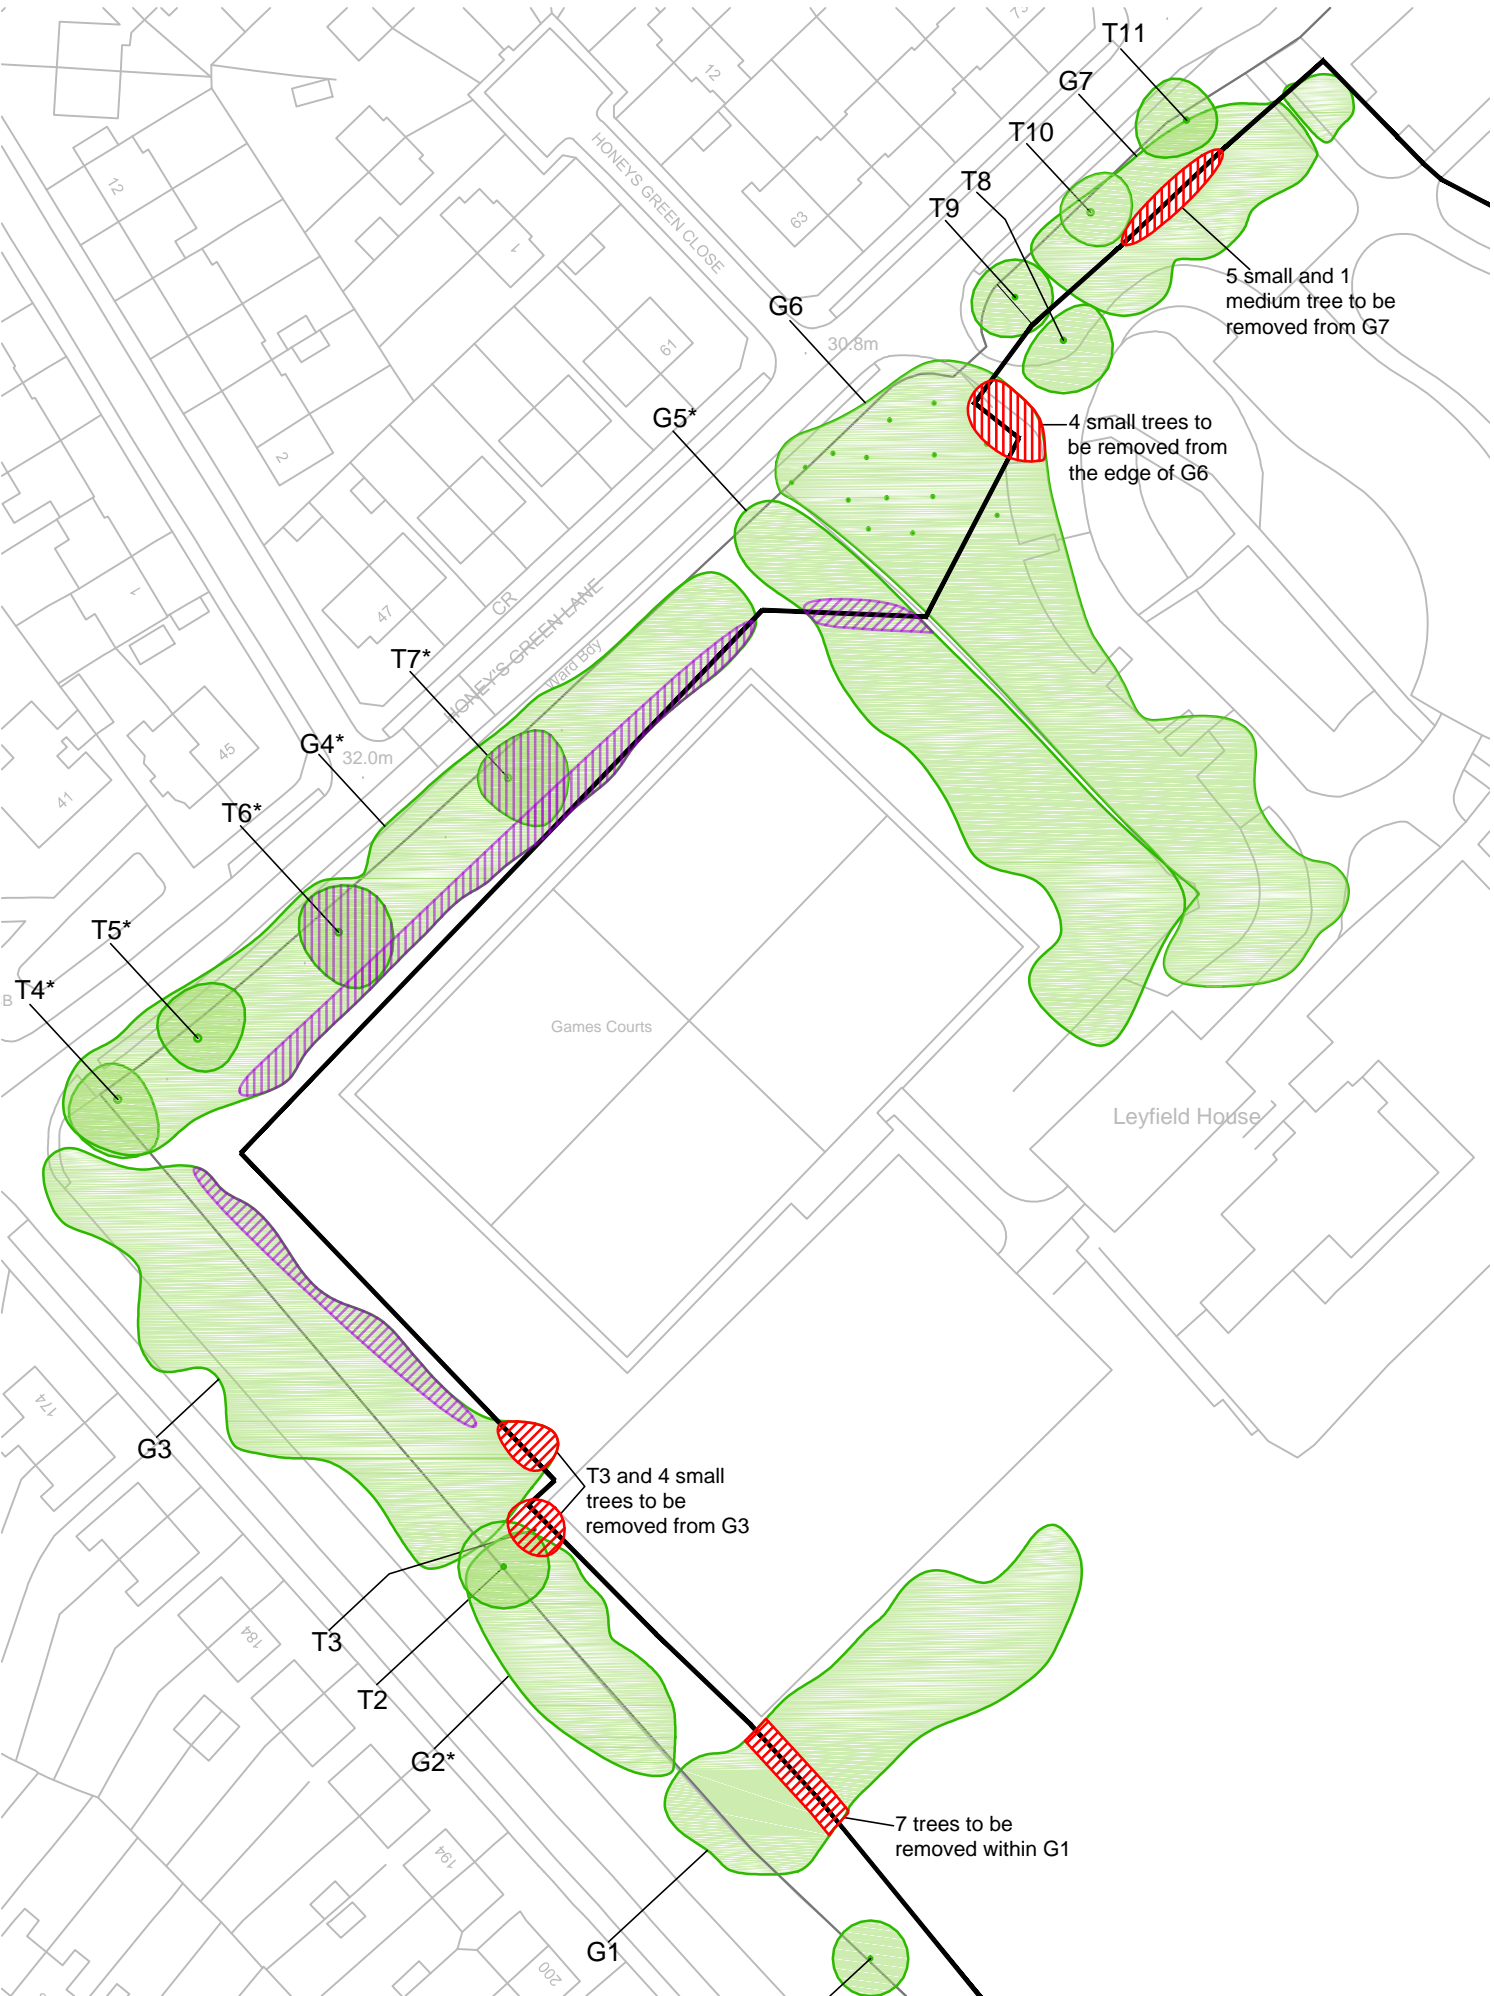 T11
73
12
G7
T10
HONEYS GREEN CLOSE
12
T8
T9
63
1
5 small and 1
medium tree to be
removed from G7
G6
30.8m
61
G5*
4 small trees to
be removed from
the edge of G6
2
1
CR
47
HONEY'S GREEN LANE
Ward Bdy
T7*
G4*
45
32.0m
41
T6*
T5*
T4*
B
Games Courts
Leyfield House
174
G3
T3 and 4 small
trees to be
removed from G3
T3
184
T2
G2*
7 trees to be
removed within G1
194
G1
200